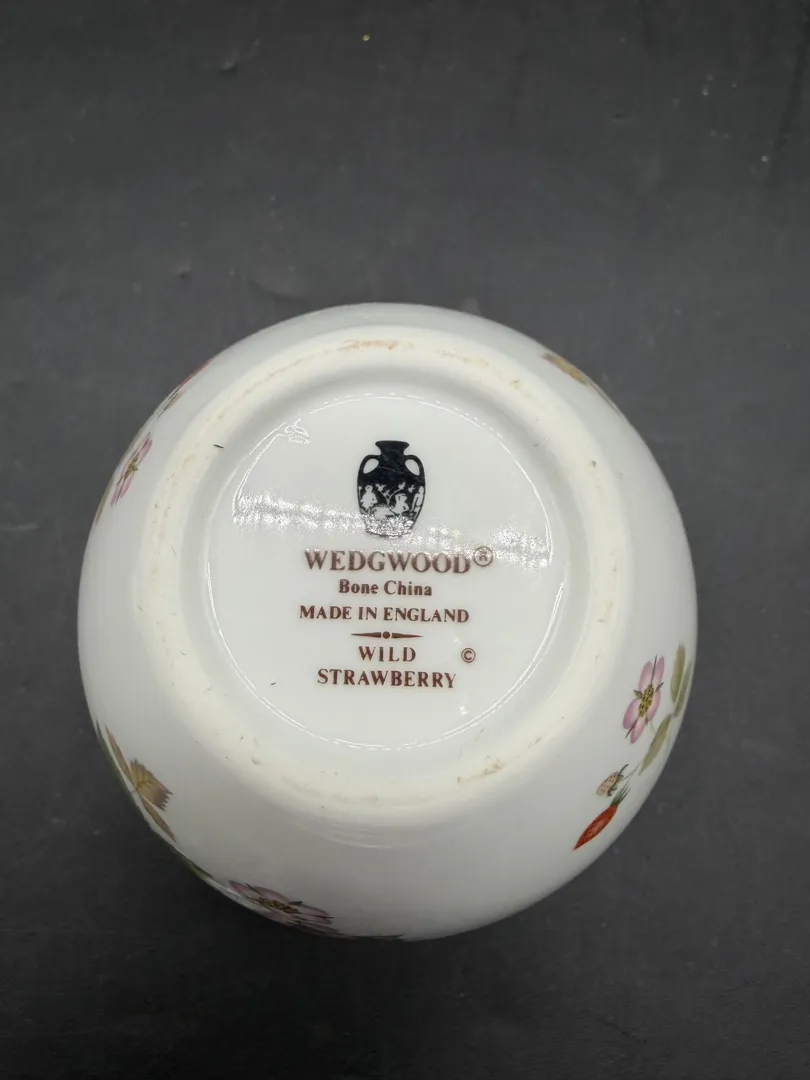 WEDGWOOD®
Bone China
MADE IN ENGLAND
WILD ©
STRAWBERRY